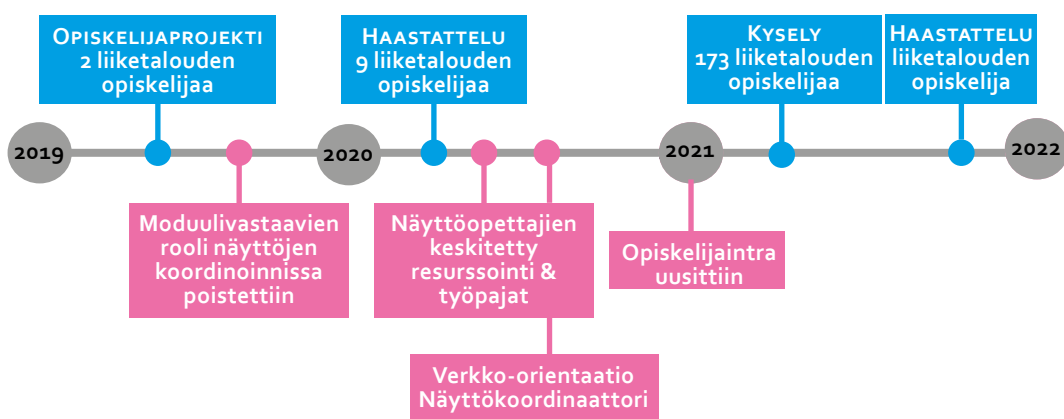 OPISKELIJAPROJEKTI
2 liiketalouden
opiskelijaa
HAASTATTELU
9 liiketalouden
opiskelijaa
KYSELY
173 liiketalouden
opiskelijaa
HAASTATTELU
liiketalouden
opiskelija
2019
2020
2021
2022
Moduulivastaavien
rooli näyttöjen
koordinoinnissa
poistettiin
Näyttöopettajien
keskitetty
resurssointi &
työpajat
Opiskelijaintra
uusittiin
Verkko-orientaatio
Näyttökoordinaattori